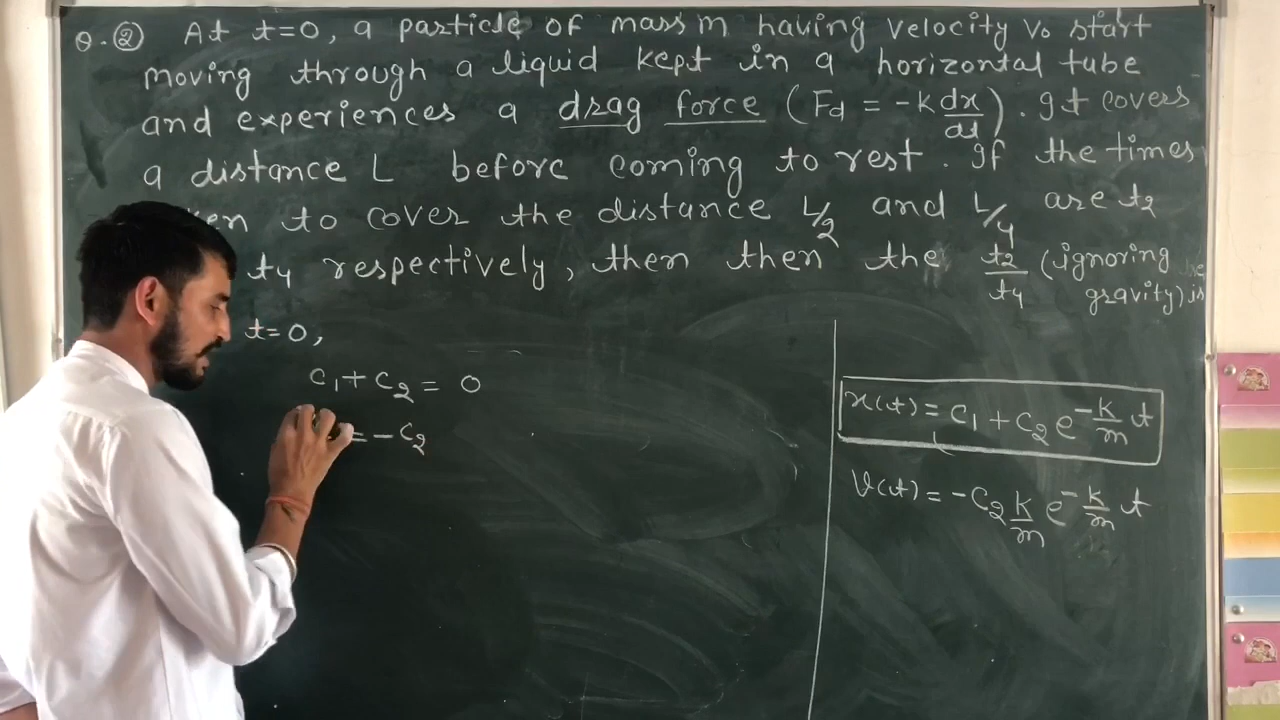 Q.② At t=0, a particle of mass m having velocity v₀ start
moving through a liquid kept in a horizontal tube
and experiences a drag force (Fd = -k dx/dt). It covers
a distance L before coming to rest. If the times
to cover the distance L/2 and L/4 are t2
t4 respectively, then then the t2/t4 (ignoring
gravity) is
t=0,
c₁ + c₂ = 0
= -c₂
x(t) = c₁ + c₂ e^{-k/m t}
v(t) = -c₂ k/m e^{-k/m t}